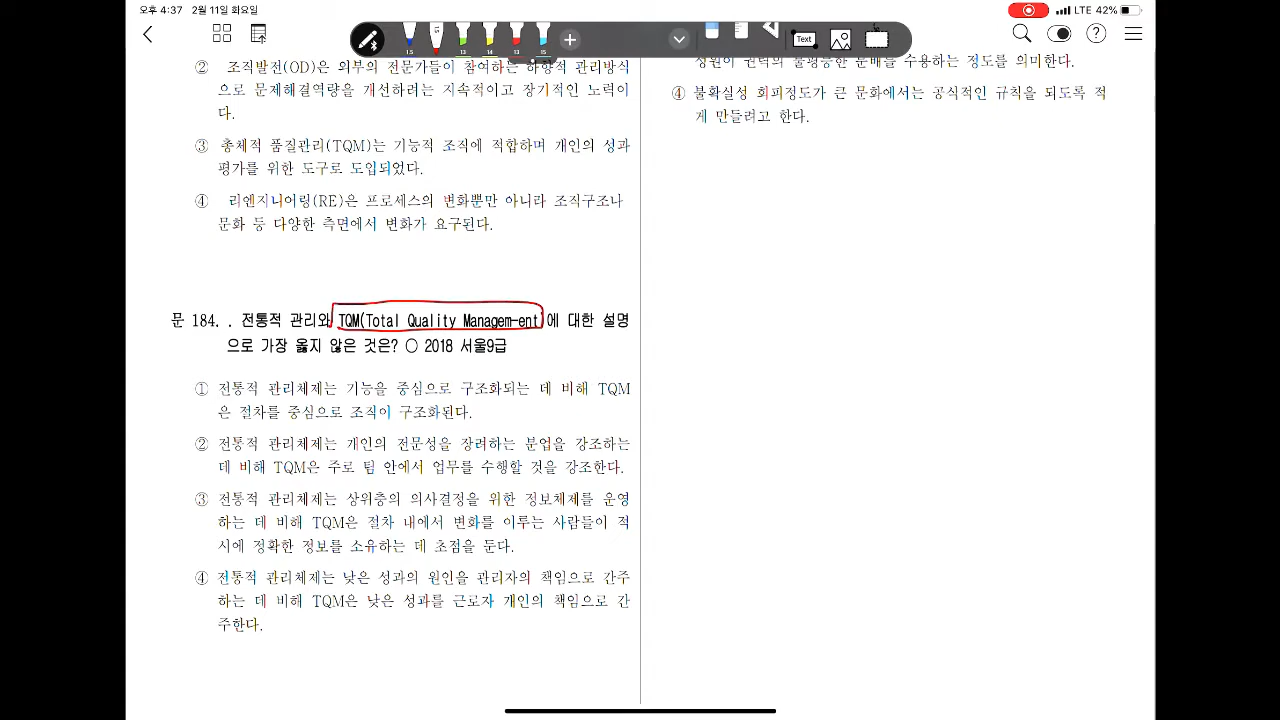 오후 4:37 2월 11일 화요일
LTE 42%
15 15 13 14 13 15
Text
② 조직발전(OD)은 외부의 전문가들이 참여하는 하향적 관리방식
으로 문제해결역량을 개선하려는 지속적이고 장기적인 노력이
다.
③ 총체적 품질관리(TQM)는 기능적 조직에 적합하며 개인의 성과
평가를 위한 도구로 도입되었다.
④ 리엔지니어링(RE)은 프로세스의 변화뿐만 아니라 조직구조나
문화 등 다양한 측면에서 변화가 요구된다.
문 184. . 전통적 관리와 TQM(Total Quality Managem-ent)에 대한 설명
으로 가장 옳지 않은 것은? ○ 2018 서울9급
① 전통적 관리체제는 기능을 중심으로 구조화되는 데 비해 TQM
은 절차를 중심으로 조직이 구조화된다.
② 전통적 관리체제는 개인의 전문성을 장려하는 분업을 강조하는
데 비해 TQM은 주로 팀 안에서 업무를 수행할 것을 강조한다.
③ 전통적 관리체제는 상위층의 의사결정을 위한 정보체제를 운영
하는 데 비해 TQM은 절차 내에서 변화를 이루는 사람들이 적
시에 정확한 정보를 소유하는 데 초점을 둔다.
④ 전통적 관리체제는 낮은 성과의 원인을 관리자의 책임으로 간주
하는 데 비해 TQM은 낮은 성과를 근로자 개인의 책임으로 간
주한다.
성원이 권력의 불평등한 분배를 수용하는 정도를 의미한다.
④ 불확실성 회피정도가 큰 문화에서는 공식적인 규칙을 되도록 적
게 만들려고 한다.